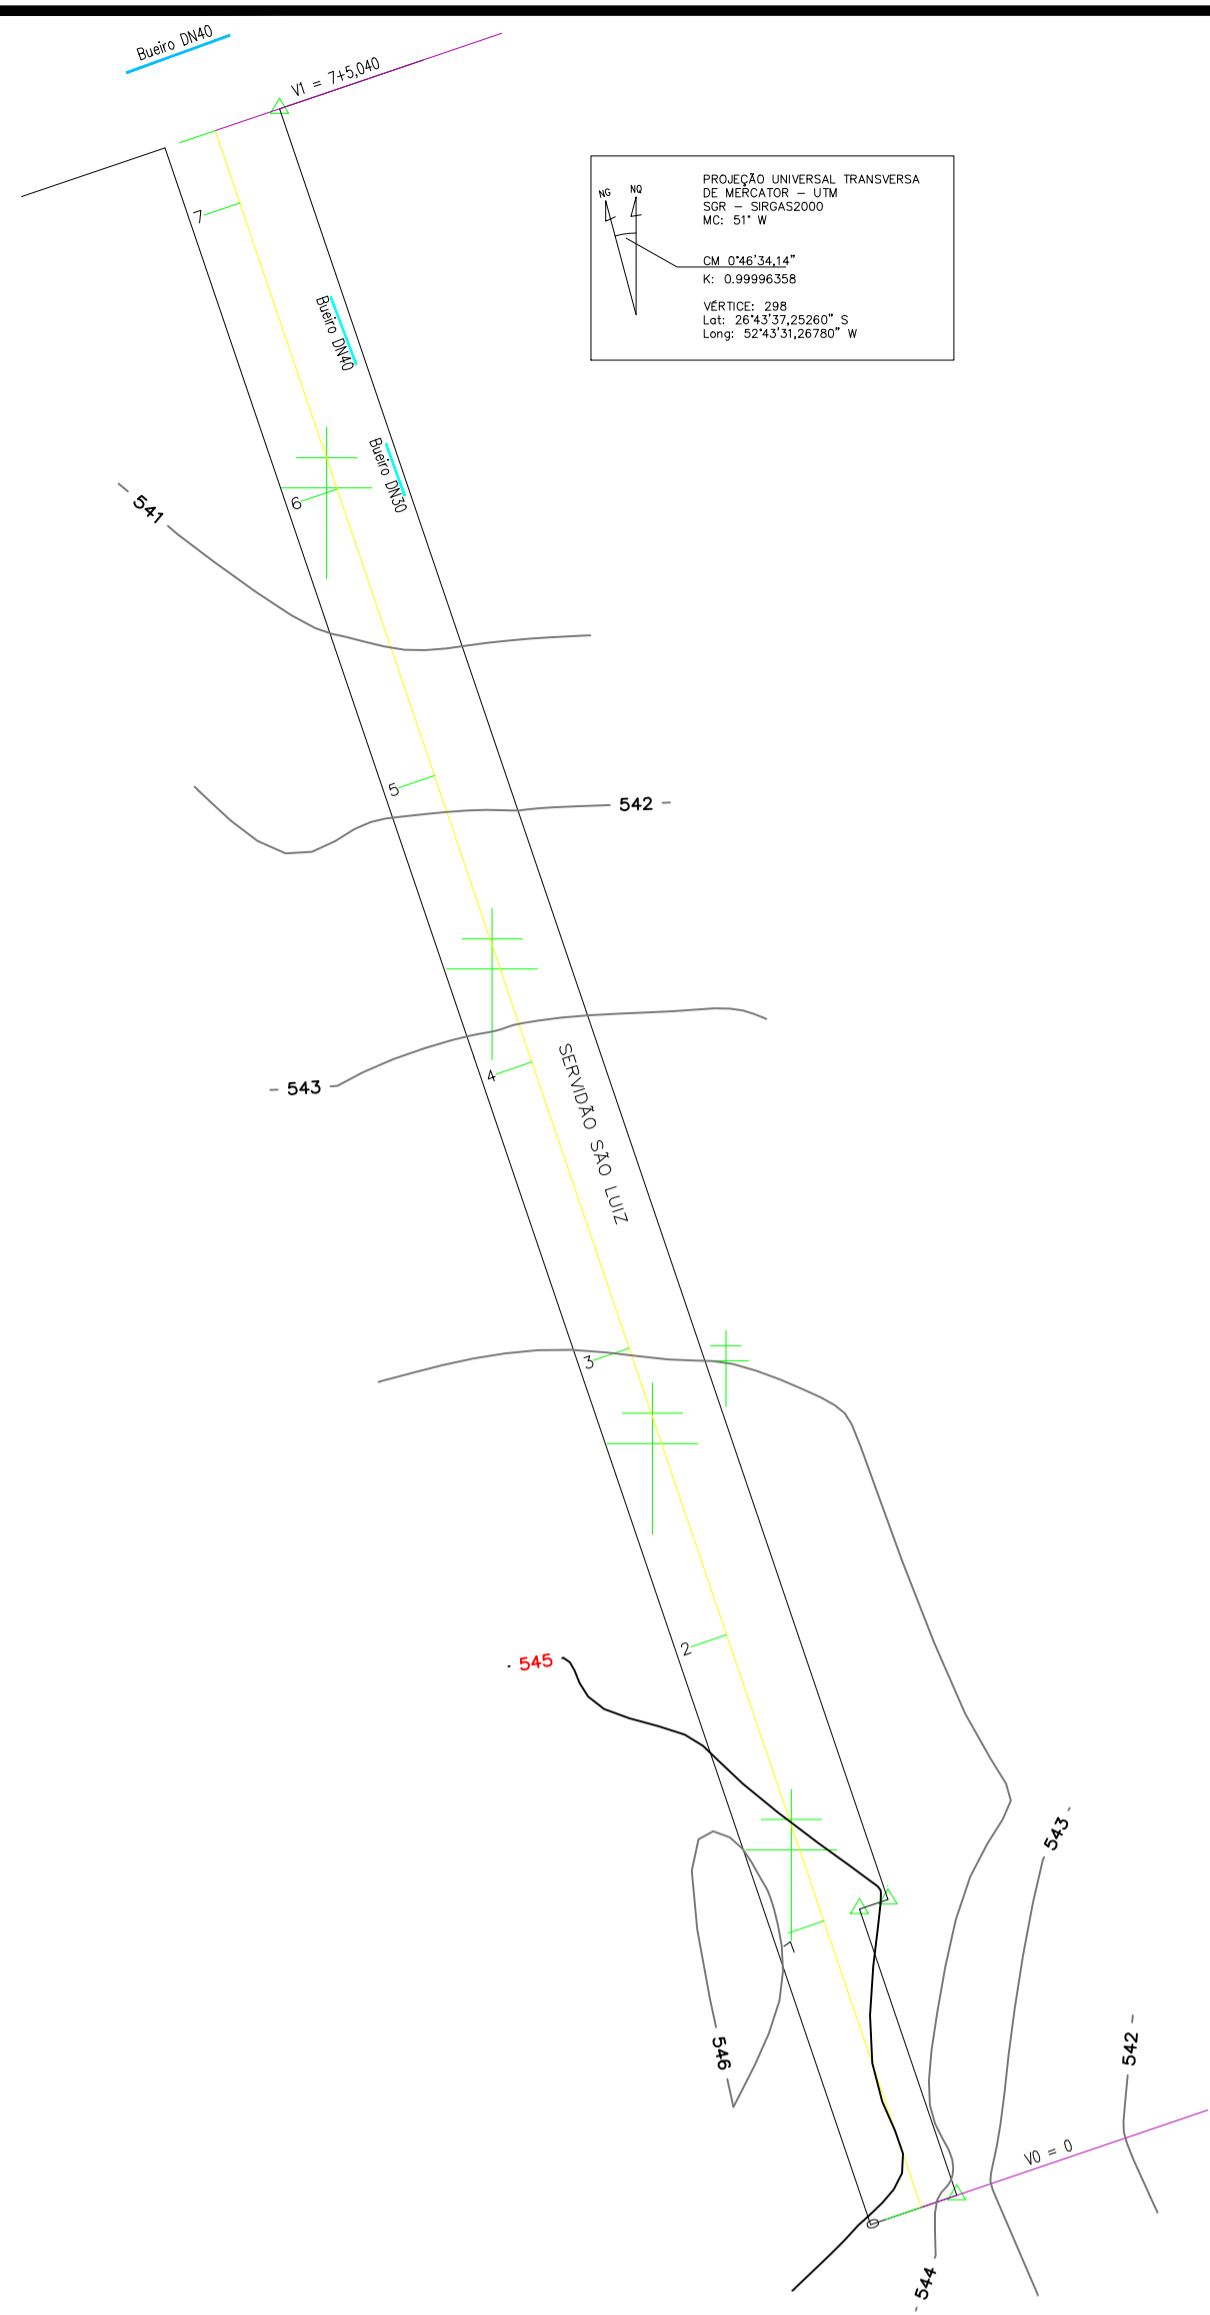 Bueiro DN40
V1 = 7+5,040
PROJEÇÃO UNIVERSAL TRANSVERSA
DE MERCATOR – UTM
SGR – SIRGAS2000
MC: 51° W
NG NQ
CM 0°46'34,14"
K: 0.99996358
VÉRTICE: 298
Lat: 26°43'37,25260" S
Long: 52°43'31,26780" W
7
Bueiro DN40
Bueiro DN30
6
541
5
542
543
4
SERVIDÃO SÃO LUIZ
3
2
545
543
1
546
542
V0 = 0
0
544